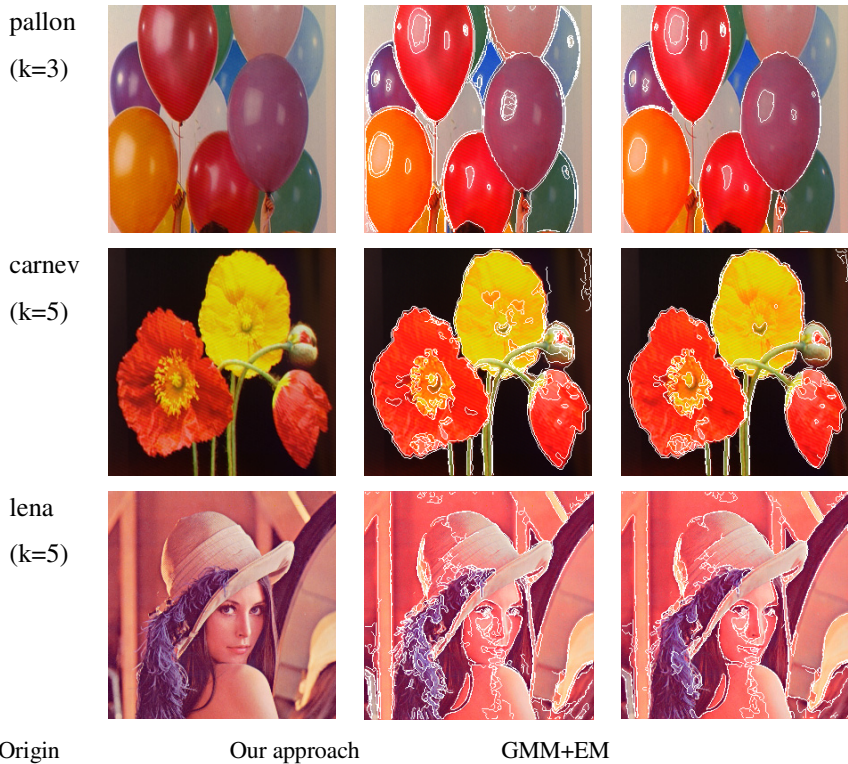 pallon
(k=3)
carnev
(k=5)
lena
(k=5)
Origin Our approach GMM+EM